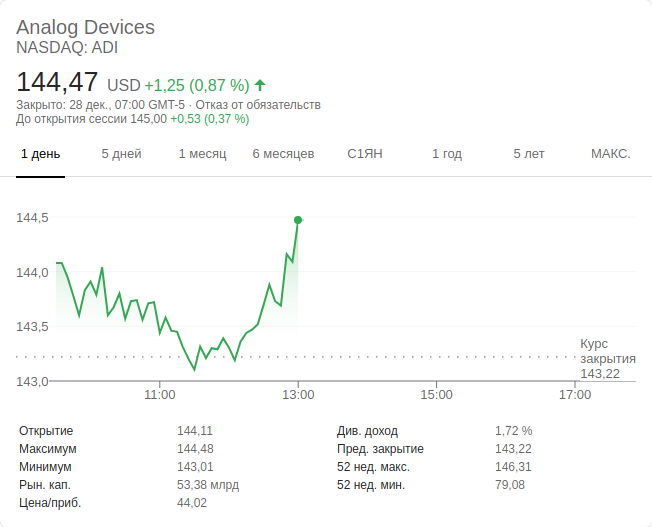 Analog Devices
NASDAQ: ADI
144,47 USD +1,25 (0,87 %)
Закрыто: 28 дек., 07:00 GMT-5 · Отказ от обязательств
До открытия сессии 145,00 +0,53 (0,37 %)
1 день 5 дней 1 месяц 6 месяцев С1ЯН 1 год 5 лет МАКС.
144,5
144,0
143,5
143,0
Курс
закрытия
143,22
11:00 13:00 15:00 17:00
Открытие 144,11 Див. доход 1,72 %
Максимум 144,48 Пред. закрытие 143,22
Минимум 143,01 52 нед. макс. 146,31
Рын. кап. 53,38 млрд 52 нед. мин. 79,08
Цена/приб. 44,02